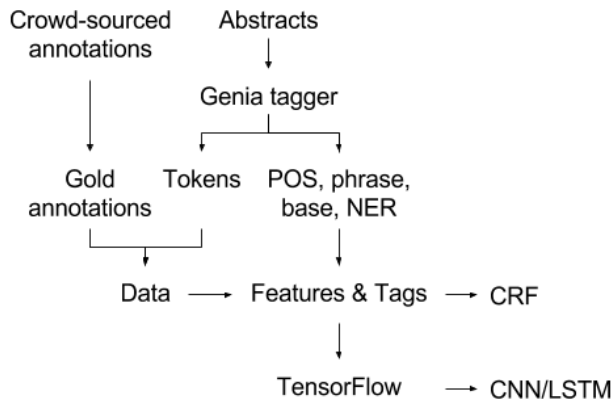 Crowd-sourced
annotations
Abstracts
Genia tagger
Gold
annotations
Tokens
POS, phrase,
base, NER
Data
Features & Tags
CRF
TensorFlow
CNN/LSTM